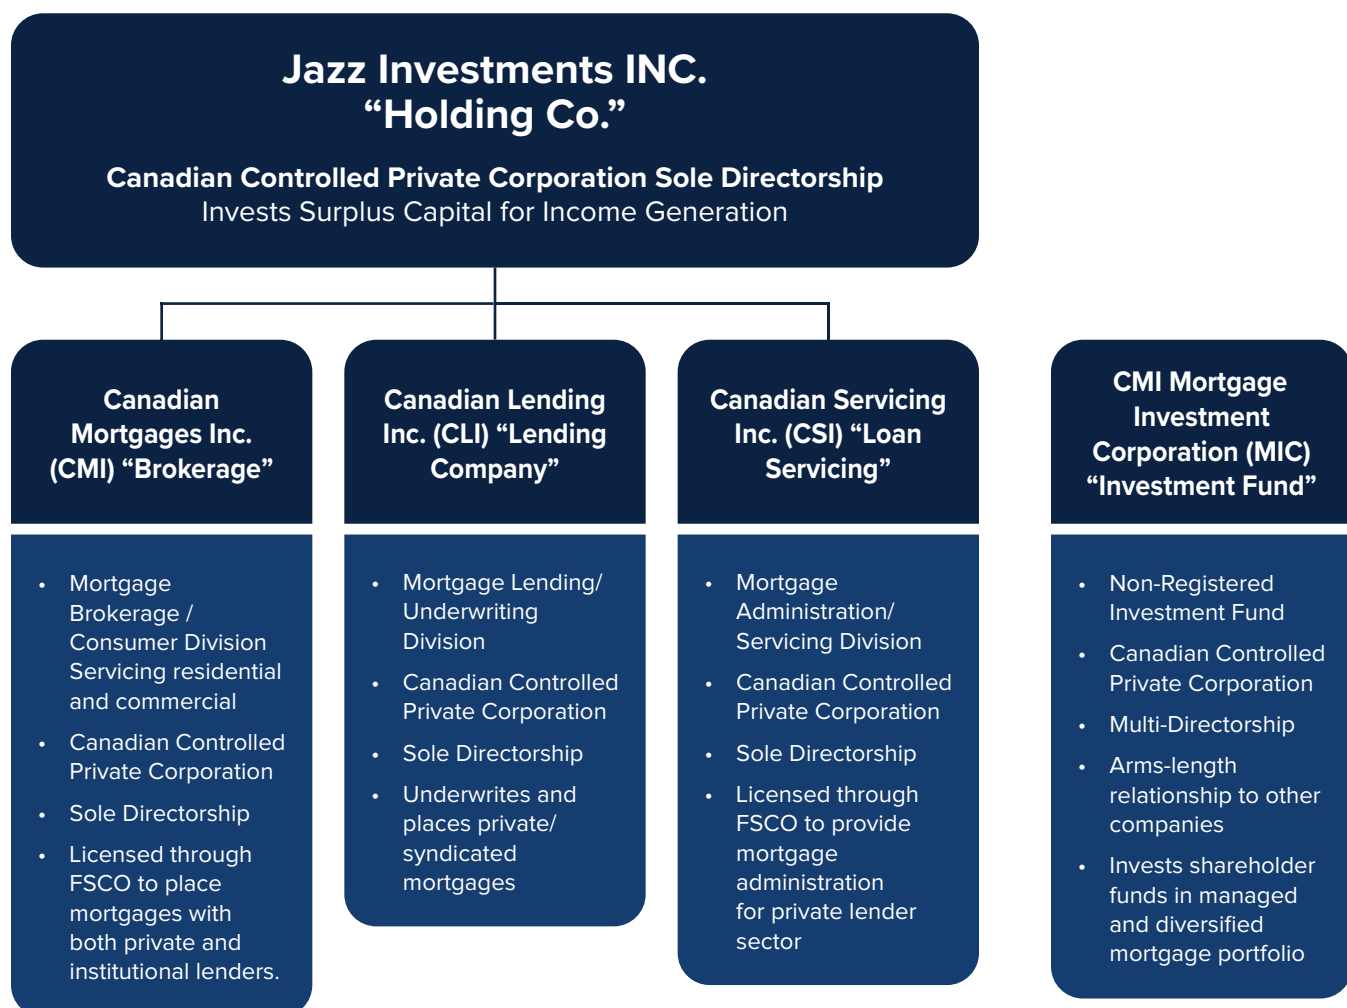 Jazz Investments INC.
“Holding Co.”
Canadian Controlled Private Corporation Sole Directorship
Invests Surplus Capital for Income Generation
Canadian
Mortgages Inc.
(CMI) “Brokerage”
• Mortgage
Brokerage /
Consumer Division
Servicing residential
and commercial
• Canadian Controlled
Private Corporation
• Sole Directorship
• Licensed through
FSCO to place
mortgages with
both private and
institutional lenders.
Canadian Lending
Inc. (CLI) “Lending
Company”
• Mortgage Lending/
Underwriting
Division
• Canadian Controlled
Private Corporation
• Sole Directorship
• Underwrites and
places private/
syndicated
mortgages
Canadian Servicing
Inc. (CSI) “Loan
Servicing”
• Mortgage
Administration/
Servicing Division
• Canadian Controlled
Private Corporation
• Sole Directorship
• Licensed through
FSCO to provide
mortgage
administration
for private lender
sector
CMI Mortgage
Investment
Corporation (MIC)
“Investment Fund”
• Non-Registered
Investment Fund
• Canadian Controlled
Private Corporation
• Multi-Directorship
• Arms-length
relationship to other
companies
• Invests shareholder
funds in managed
and diversified
mortgage portfolio